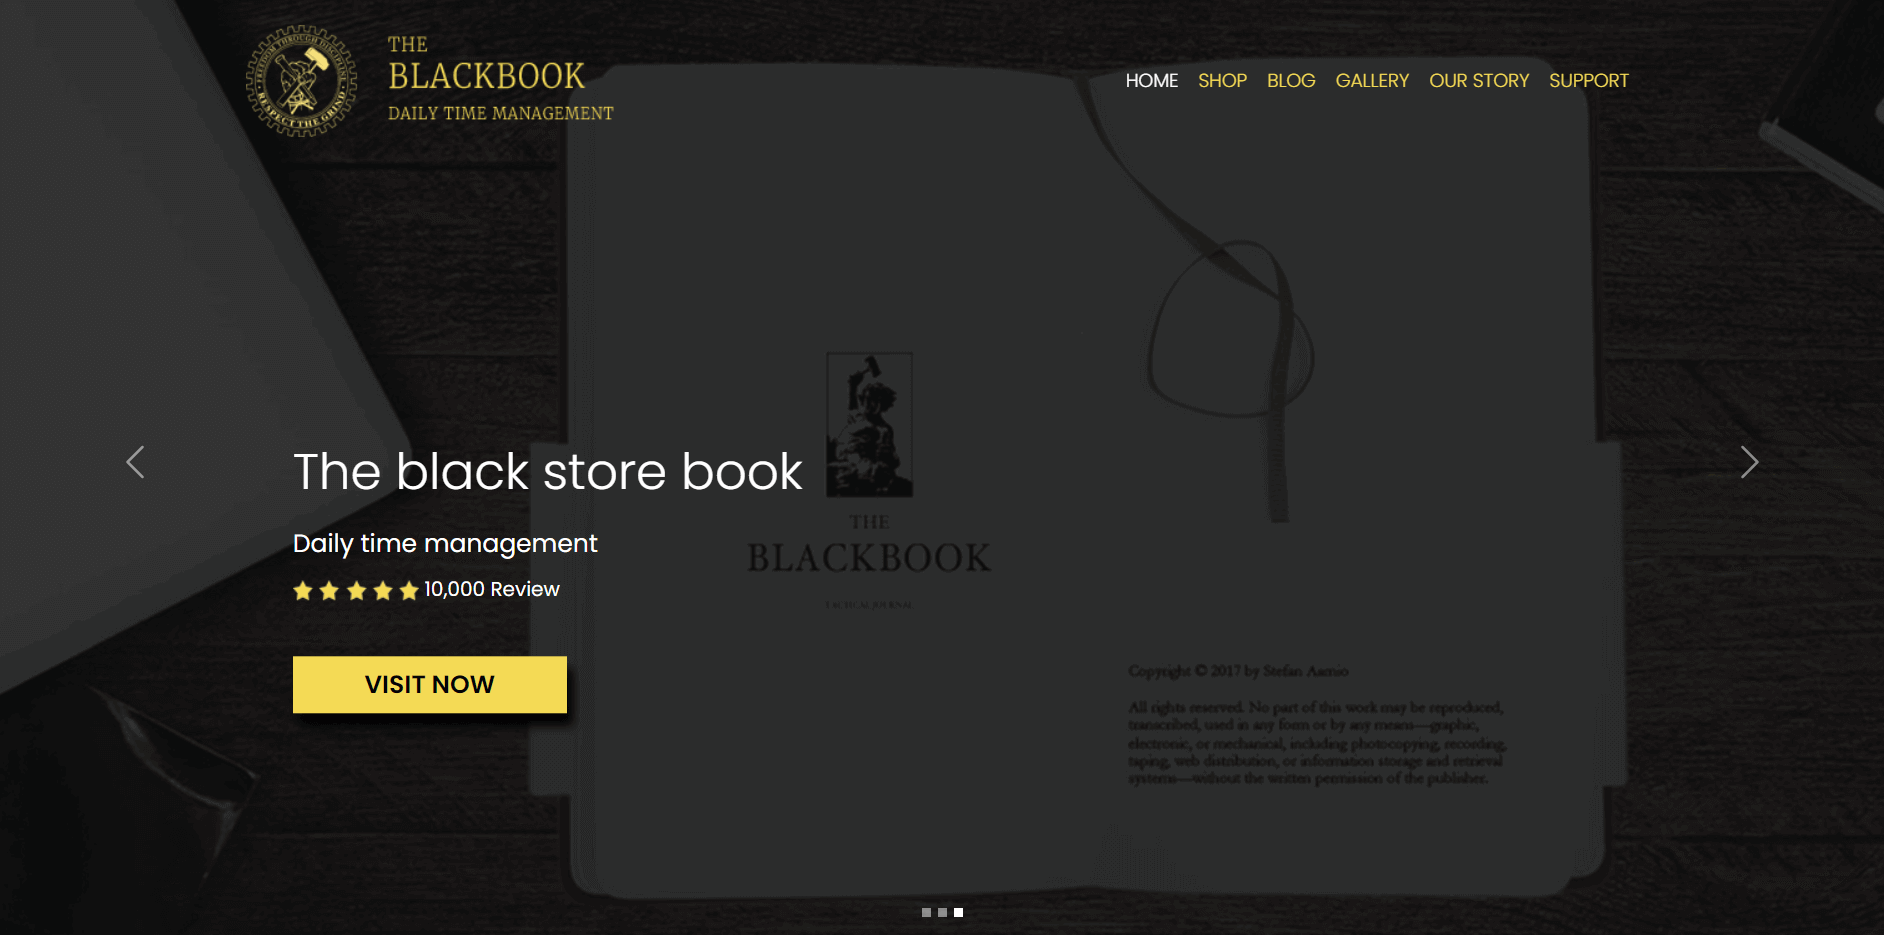 FREEDOM THROUGH DISCIPLINE
RESPECT THE GRIND
THE
BLACKBOOK
DAILY TIME MANAGEMENT
HOME SHOP BLOG GALLERY OUR STORY SUPPORT
The black store book
Daily time management
10,000 Review
VISIT NOW
THE
BLACKBOOK
TACTICAL JOURNAL
Copyright © 2017 by Stefan Aarnio
All rights reserved. No part of this work may be reproduced,
transcribed, used in any form or by any means—graphic,
electronic, or mechanical, including photocopying, recording,
taping, web distribution, or information storage and retrieval
systems—without the written permission of the publisher.